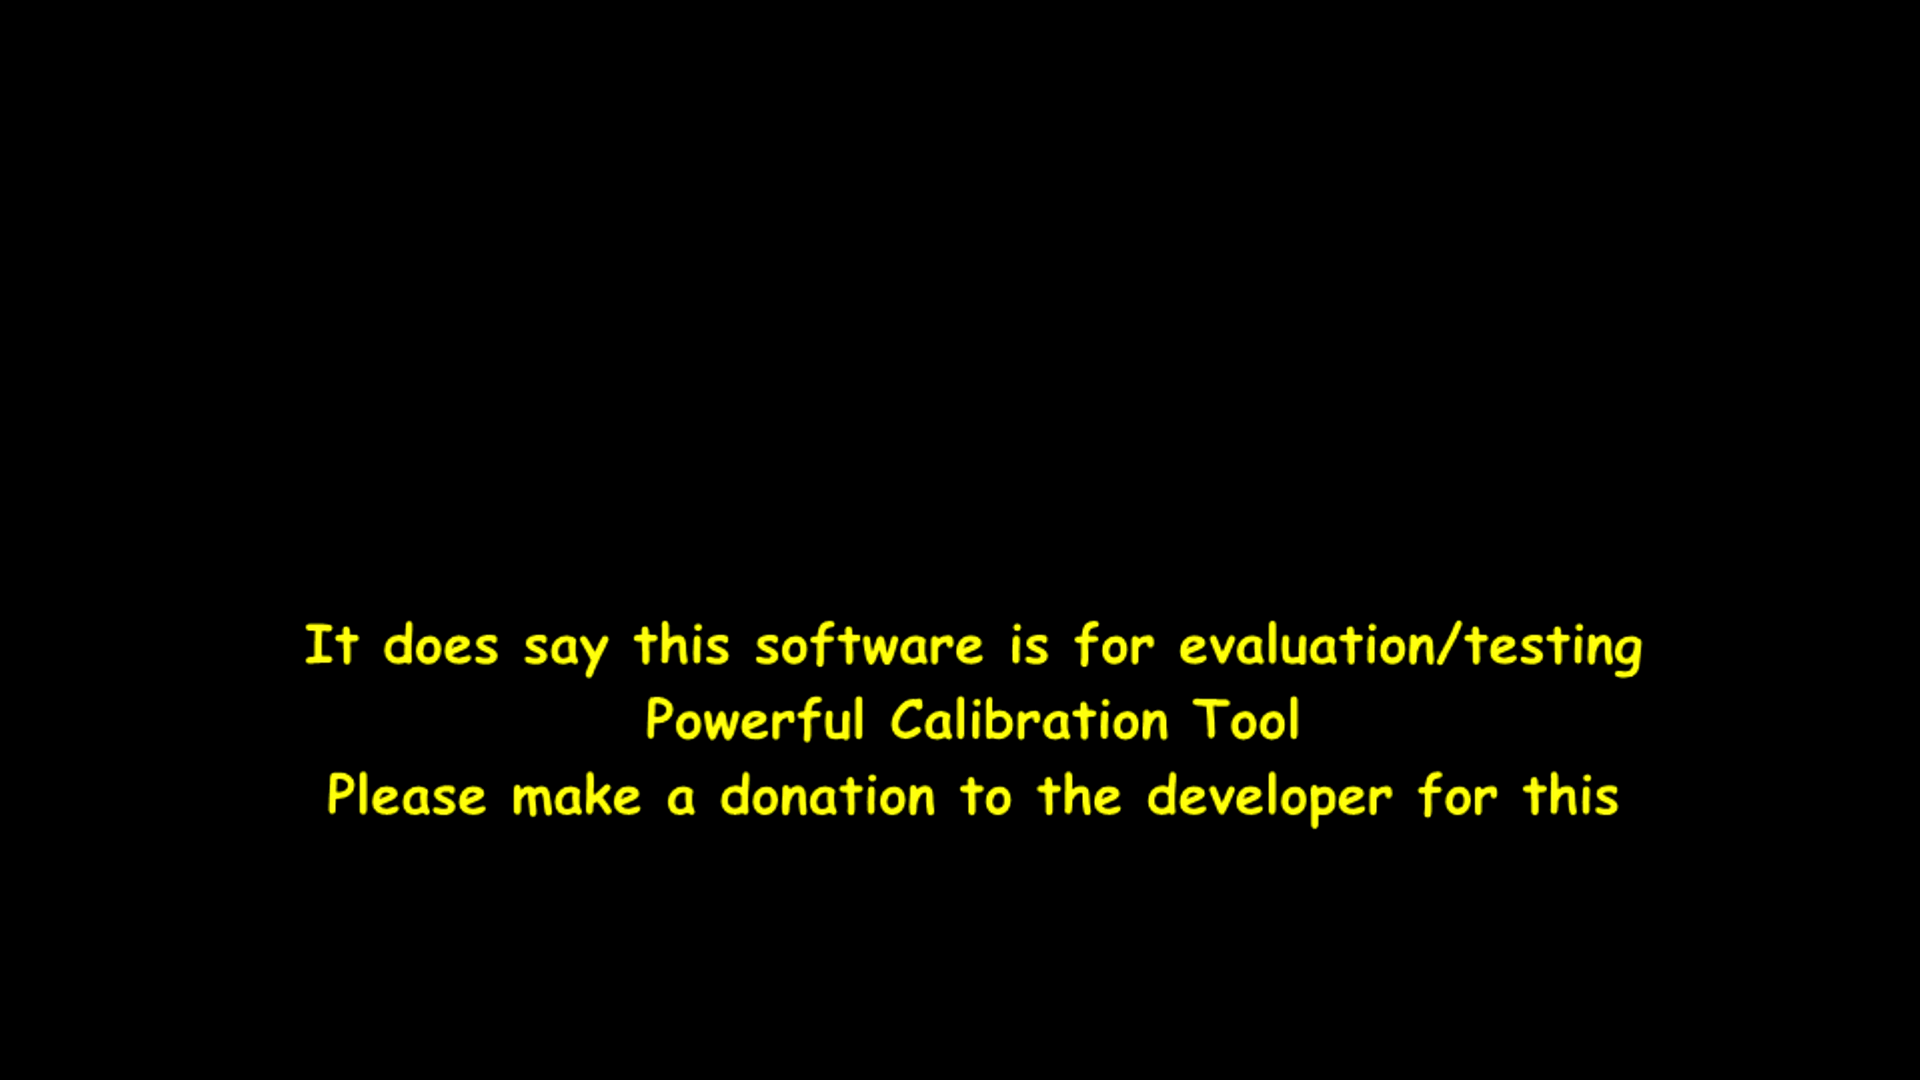 It does say this software is for evaluation/testing
Powerful Calibration Tool
Please make a donation to the developer for this